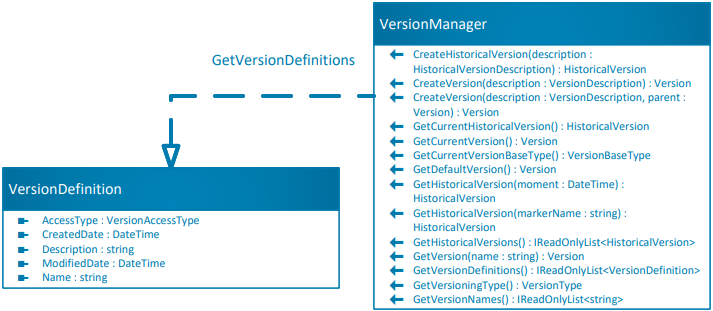 GetVersionDefinitions
VersionDefinition
AccessType : VersionAccessType
CreatedDate : DateTime
Description : string
ModifiedDate : DateTime
Name : string
VersionManager
CreateHistoricalVersion(description :
HistoricalVersionDescription) : HistoricalVersion
CreateVersion(description : VersionDescription) : Version
CreateVersion(description : VersionDescription, parent :
Version) : Version
GetCurrentHistoricalVersion() : HistoricalVersion
GetCurrentVersion() : Version
GetCurrentVersionBaseType() : VersionBaseType
GetDefaultVersion() : Version
GetHistoricalVersion(moment : DateTime) :
HistoricalVersion
GetHistoricalVersion(markerName : string) :
HistoricalVersion
GetHistoricalVersions() : IReadOnlyList<HistoricalVersion>
GetVersion(name : string) : Version
GetVersionDefinitions() : IReadOnlyList<VersionDefinition>
GetVersioningType() : VersionType
GetVersionNames() : IReadOnlyList<string>